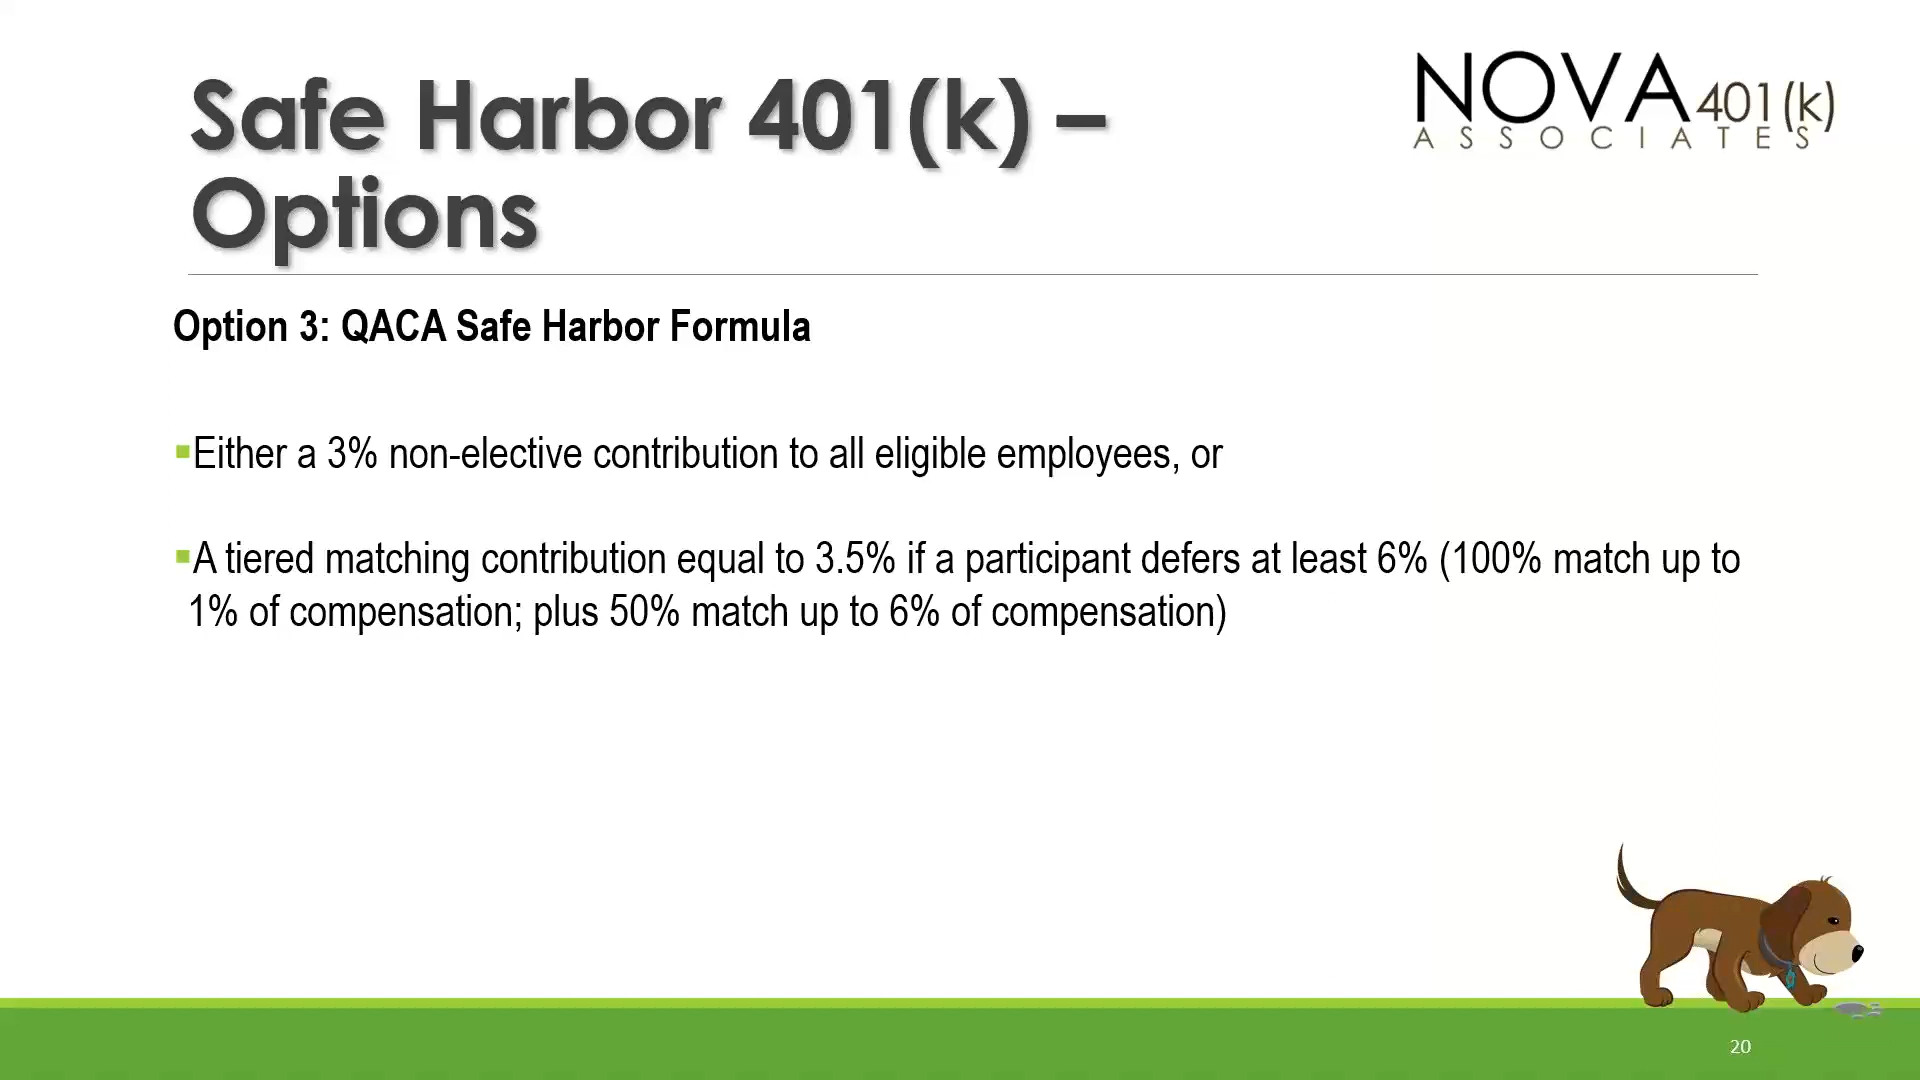 Safe Harbor 401(k) –
Options
NOVA 401(k)
ASSOCIATES
Option 3: QACA Safe Harbor Formula
▪Either a 3% non-elective contribution to all eligible employees, or
▪A tiered matching contribution equal to 3.5% if a participant defers at least 6% (100% match up to
1% of compensation; plus 50% match up to 6% of compensation)
20